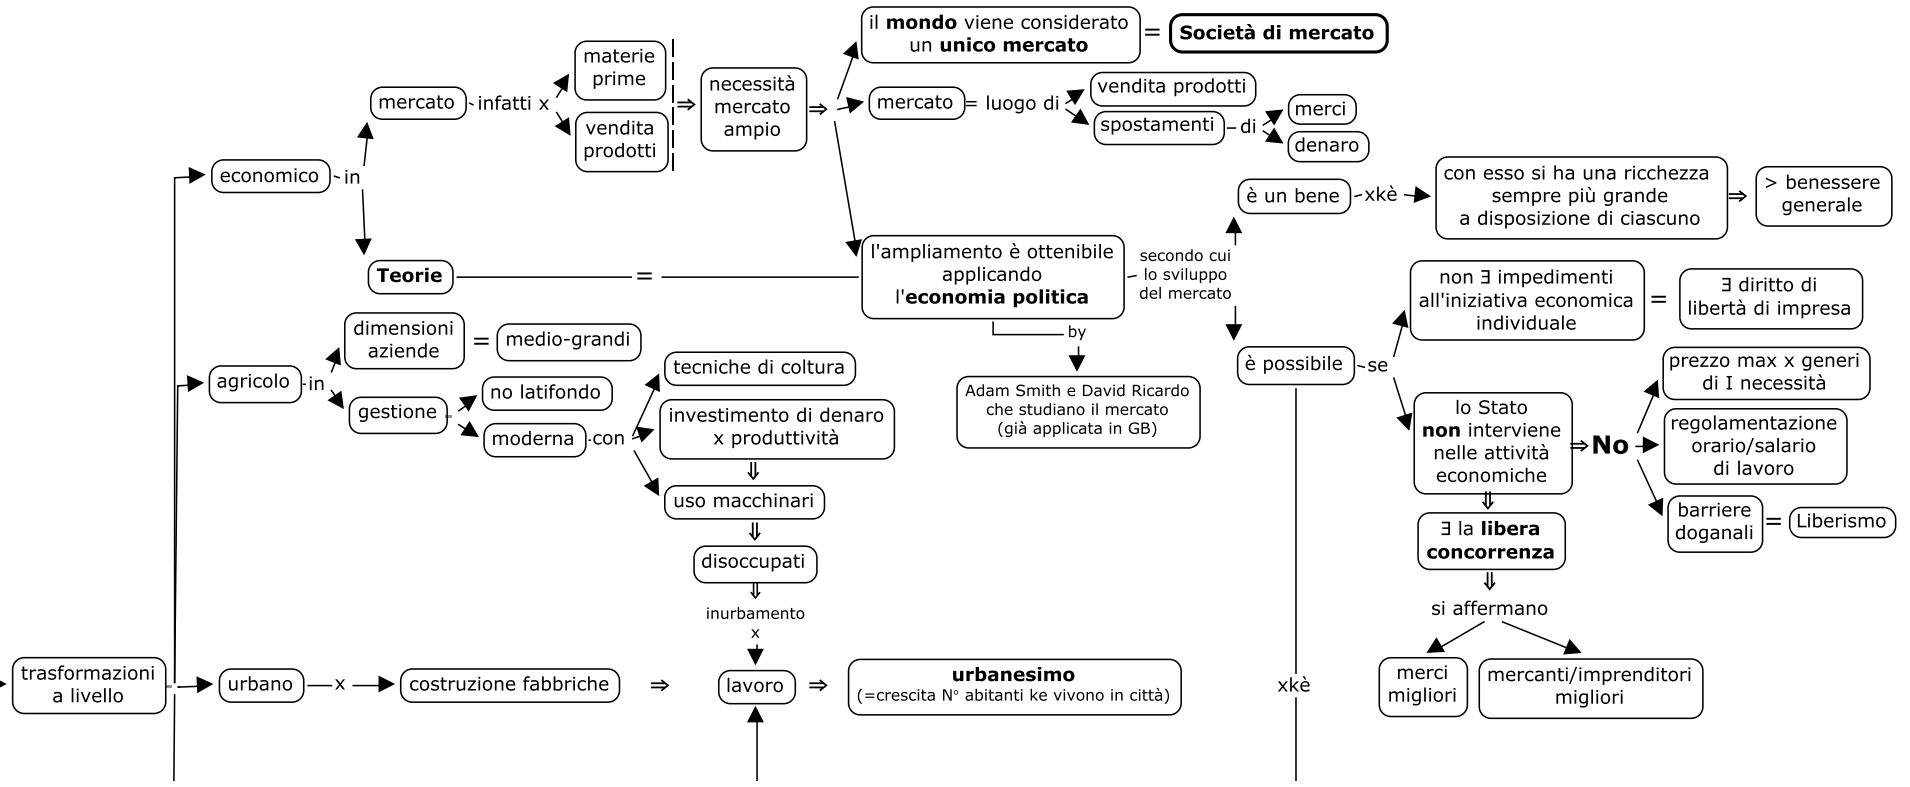 il mondo viene considerato
un unico mercato
=
Società di mercato
materie
prime
mercato
infatti x
vendita
prodotti
⇒
necessità
mercato
ampio
⇒
mercato
=
luogo di
vendita prodotti
spostamenti
di
merci
denaro
economico
in
è un bene
xkè
con esso si ha una ricchezza
sempre più grande
a disposizione di ciascuno
⇒
> benessere
generale
Teorie
=
l'ampliamento è ottenibile
applicando
l'economia politica
secondo cui
lo sviluppo
del mercato
by
Adam Smith e David Ricardo
che studiano il mercato
(già applicata in GB)
è possibile
se
non ∃ impedimenti
all'iniziativa economica
individuale
=
∃ diritto di
libertà di impresa
lo Stato
non interviene
nelle attività
economiche
⇒
No
prezzo max x generi
di I necessità
regolamentazione
orario/salario
di lavoro
barriere
doganali
=
Liberismo
⇓
∃ la libera
concorrenza
⇓
si affermano
merci
migliori
mercanti/imprenditori
migliori
xkè
agricolo
in
dimensioni
aziende
=
medio-grandi
gestione
no latifondo
moderna
con
tecniche di coltura
investimento di denaro
x produttività
⇓
uso macchinari
⇓
disoccupati
⇓
inurbamento
x
trasformazioni
a livello
urbano
x
costruzione fabbriche
⇒
lavoro
⇒
urbanesimo
(=crescita N° abitanti ke vivono in città)